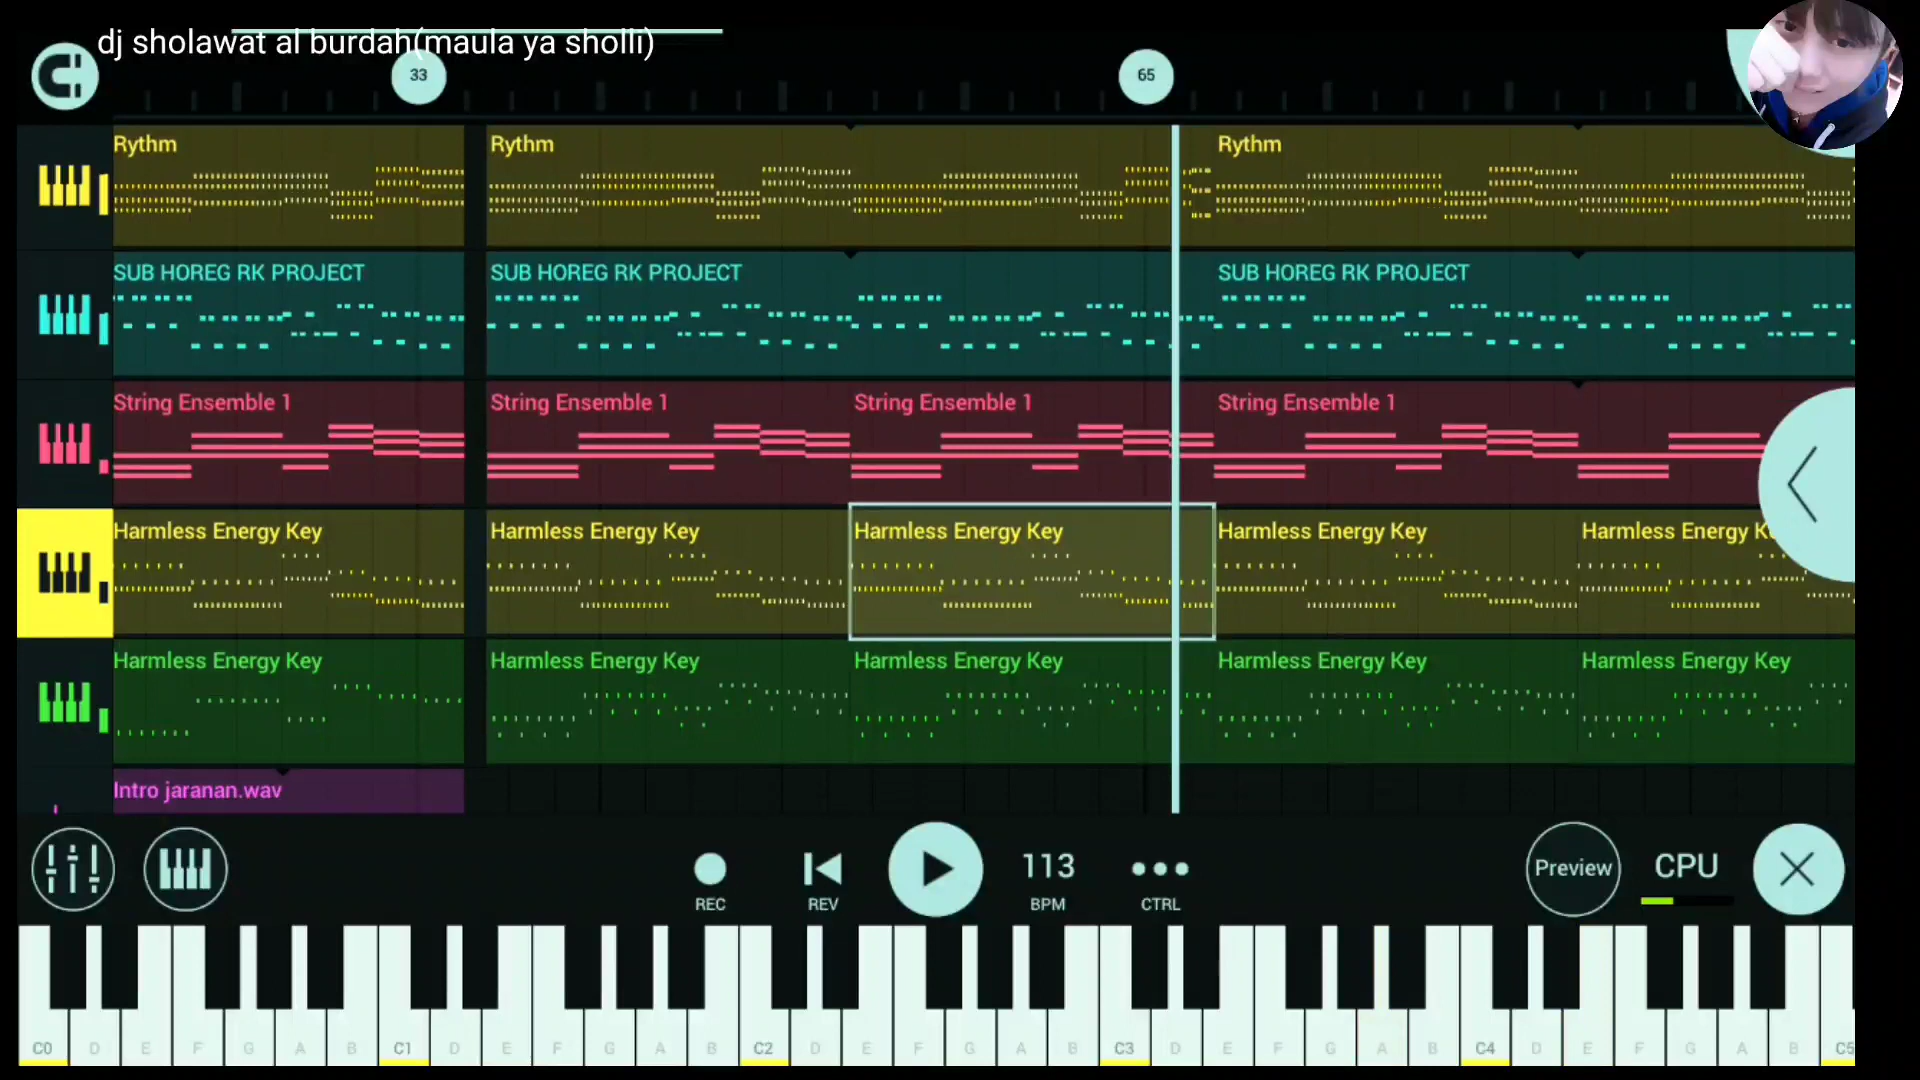 dj sholawat al burdah(maula ya sholli)
33 65
Rythm Rythm Rythm
SUB HOREG RK PROJECT SUB HOREG RK PROJECT SUB HOREG RK PROJECT
String Ensemble 1 String Ensemble 1 String Ensemble 1 String Ensemble 1
Harmless Energy Key Harmless Energy Key Harmless Energy Key Harmless Energy Key Harmless Energy
Harmless Energy Key Harmless Energy Key Harmless Energy Key Harmless Energy Key Harmless Energy Key
Intro jaranan.wav
113 Preview CPU
REC REV BPM CTRL
C0 D E F G A B C1 D E F G A B C2 D E F G A B C3 D E F G A B C4 D E F G A B C5